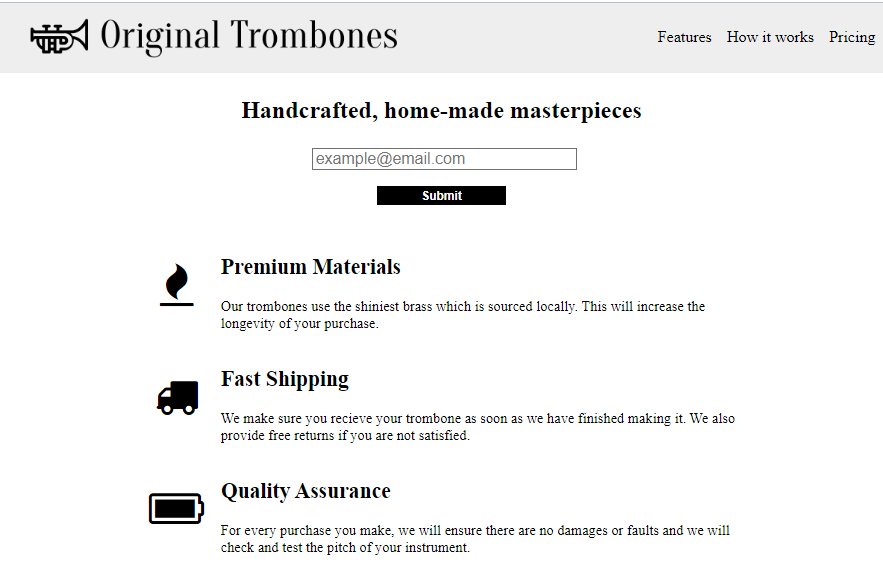 Original Trombones
Features How it works Pricing
Handcrafted, home-made masterpieces
example@email.com
Submit
Premium Materials
Our trombones use the shiniest brass which is sourced locally. This will increase the
longevity of your purchase.
Fast Shipping
We make sure you recieve your trombone as soon as we have finished making it. We also
provide free returns if you are not satisfied.
Quality Assurance
For every purchase you make, we will ensure there are no damages or faults and we will
check and test the pitch of your instrument.